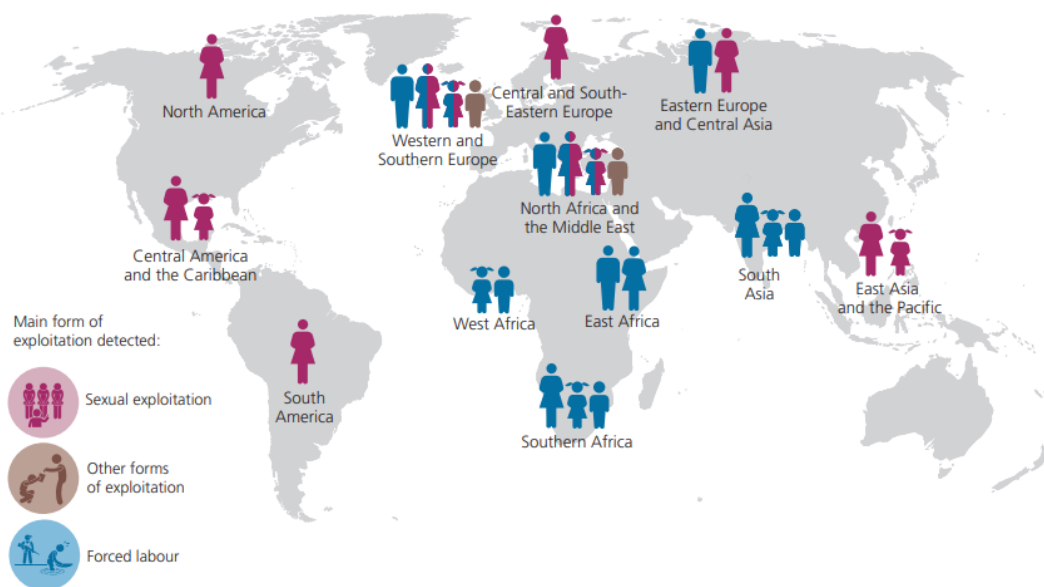 North America
Central and South-
Eastern Europe
Eastern Europe
and Central Asia
Western and
Southern Europe
North Africa and
the Middle East
Central America
and the Caribbean
South
Asia
East Asia
and the Pacific
West Africa
East Africa
Main form of
exploitation detected:
South
America
Sexual exploitation
Southern Africa
Other forms
of exploitation
Forced labour